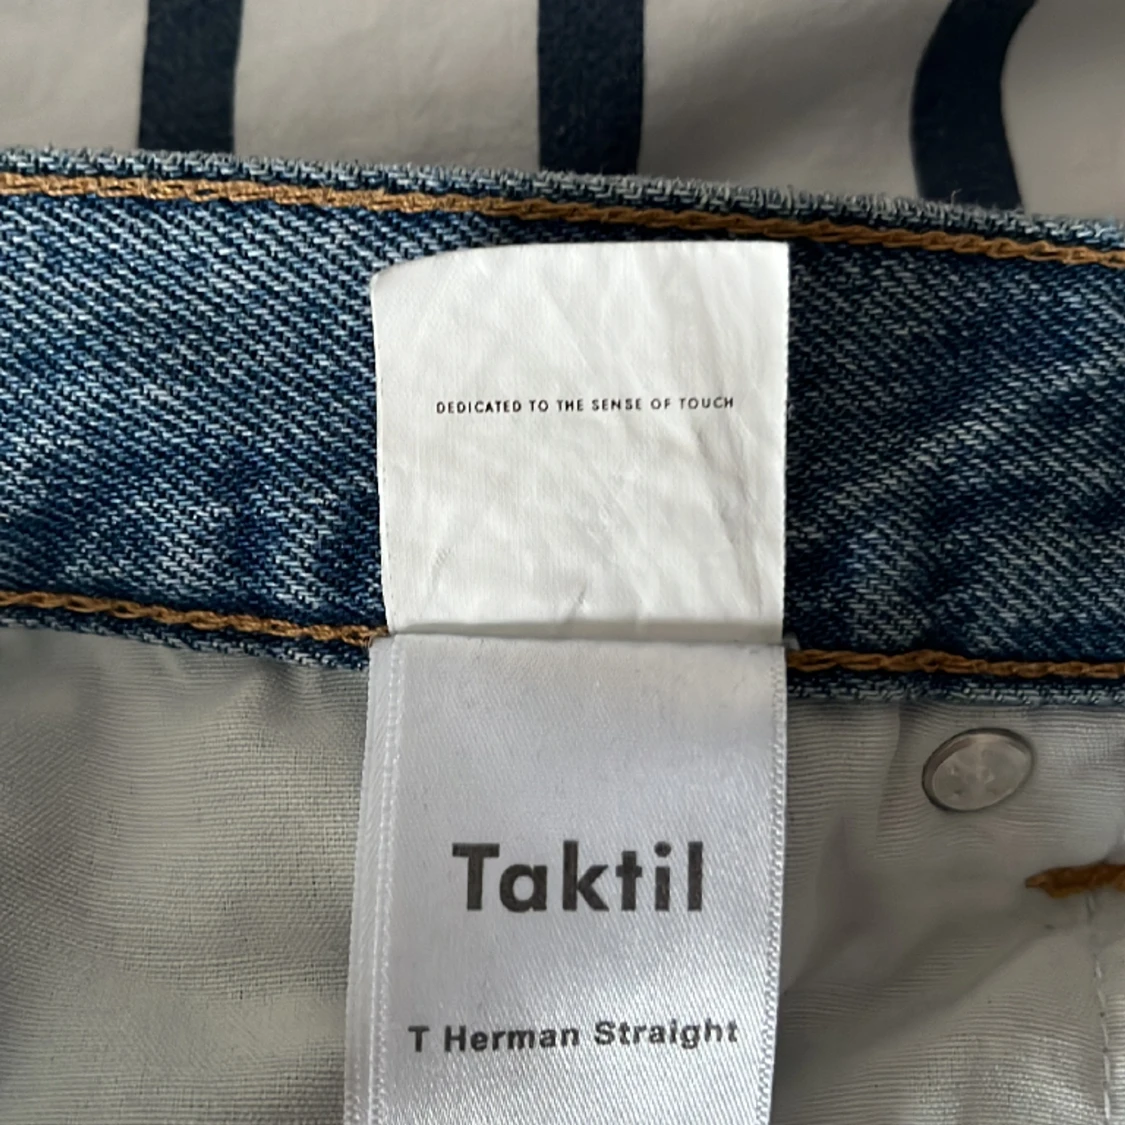 DEDICATED TO THE SENSE OF TOUCH
Taktil
T Herman Straight